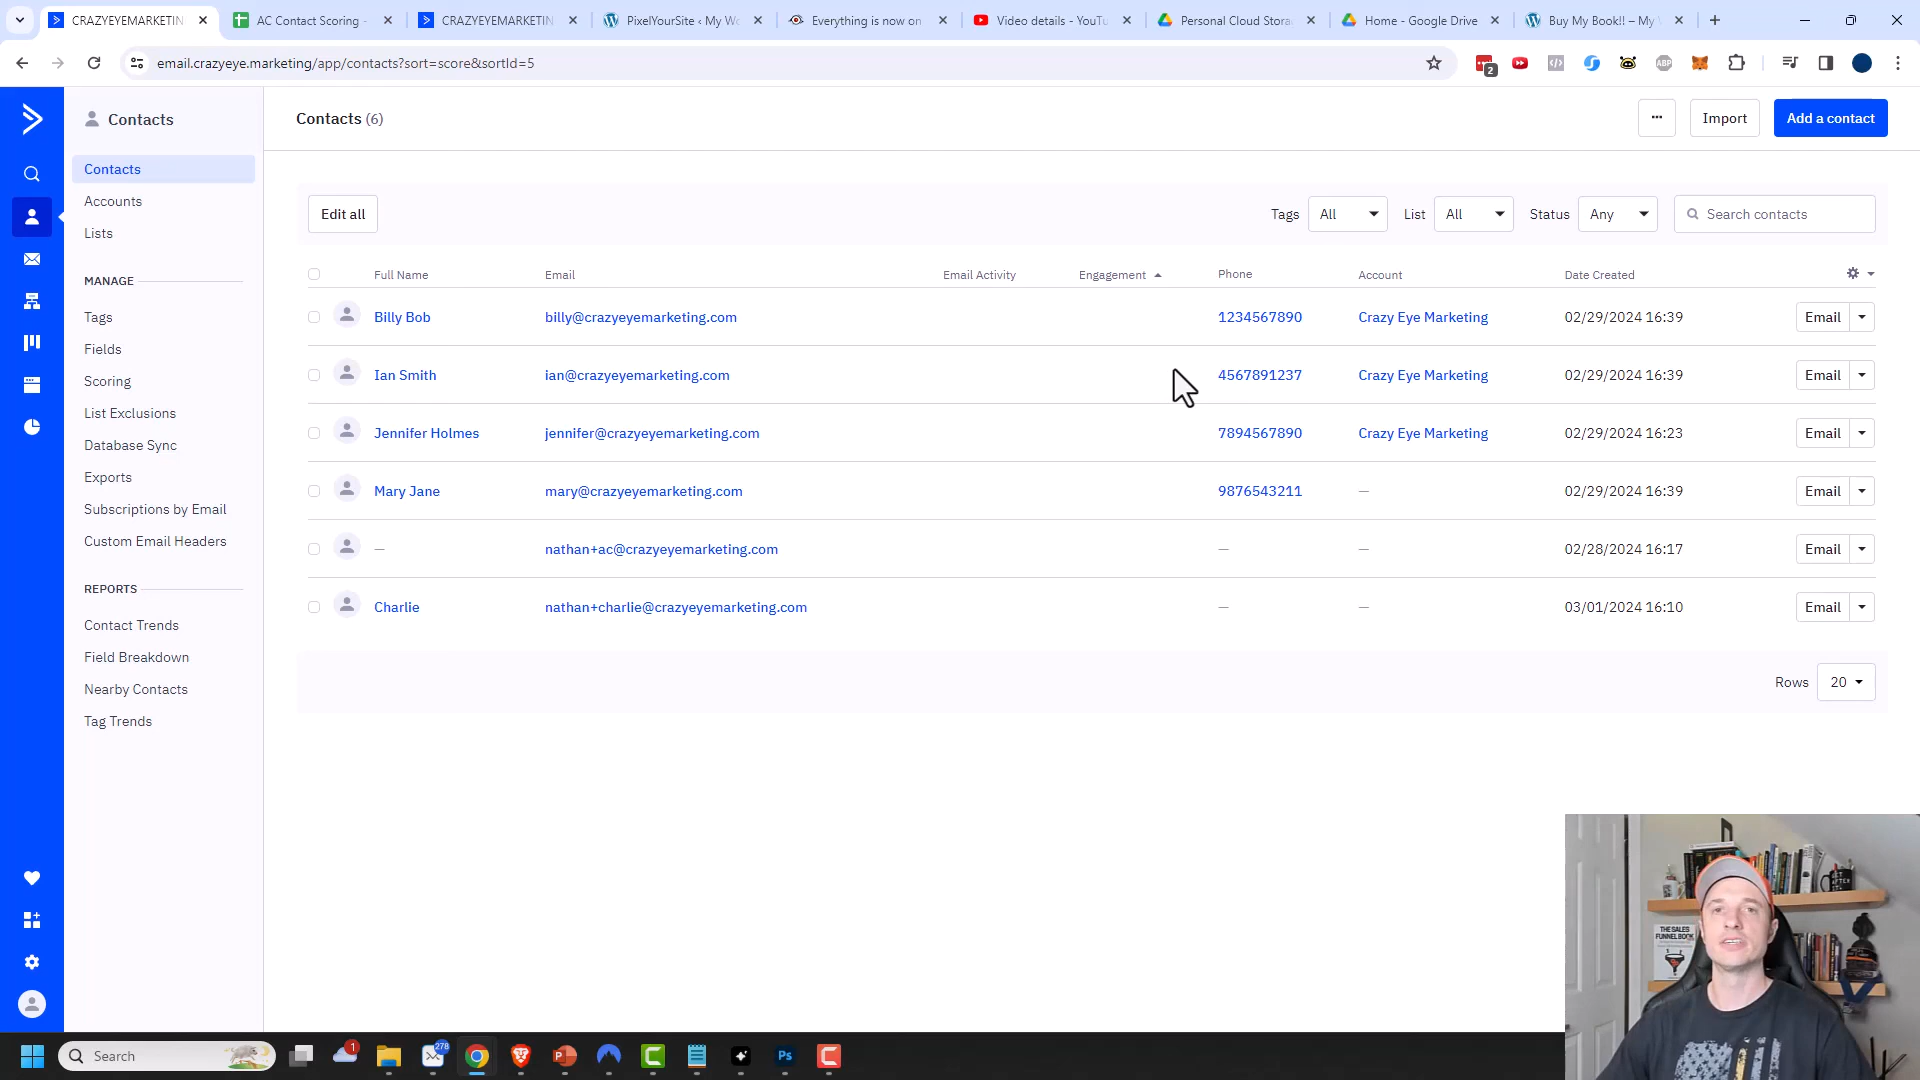 CRAZYEYEMARKETIN
AC Contact Scoring -
CRAZYEYEMARKETIN
PixelYourSite ‹ My Wo
Everything is now on
Video details - YouTu
Personal Cloud Stora
Home - Google Drive
Buy My Book!! – My
email.crazyeye.marketing/app/contacts?sort=score&sortId=5
2
ABP
Contacts
Contacts
Accounts
Lists
MANAGE
Tags
Fields
Scoring
List Exclusions
Database Sync
Exports
Subscriptions by Email
Custom Email Headers
REPORTS
Contact Trends
Field Breakdown
Nearby Contacts
Tag Trends
Contacts (6)
Import
Add a contact
Edit all
Tags All
List All
Status Any
Search contacts
Full Name Email Email Activity Engagement Phone Account Date Created
Billy Bob billy@crazyeyemarketing.com 1234567890 Crazy Eye Marketing 02/29/2024 16:39 Email
Ian Smith ian@crazyeyemarketing.com 4567891237 Crazy Eye Marketing 02/29/2024 16:39 Email
Jennifer Holmes jennifer@crazyeyemarketing.com 7894567890 Crazy Eye Marketing 02/29/2024 16:23 Email
Mary Jane mary@crazyeyemarketing.com 9876543211 — 02/29/2024 16:39 Email
— nathan+ac@crazyeyemarketing.com — — 02/28/2024 16:17 Email
Charlie nathan+charlie@crazyeyemarketing.com — — 03/01/2024 16:10 Email
Rows 20
THE SALES
FUNNEL BOOK
GET
AFTER
IT.
Search
1
278
Ps